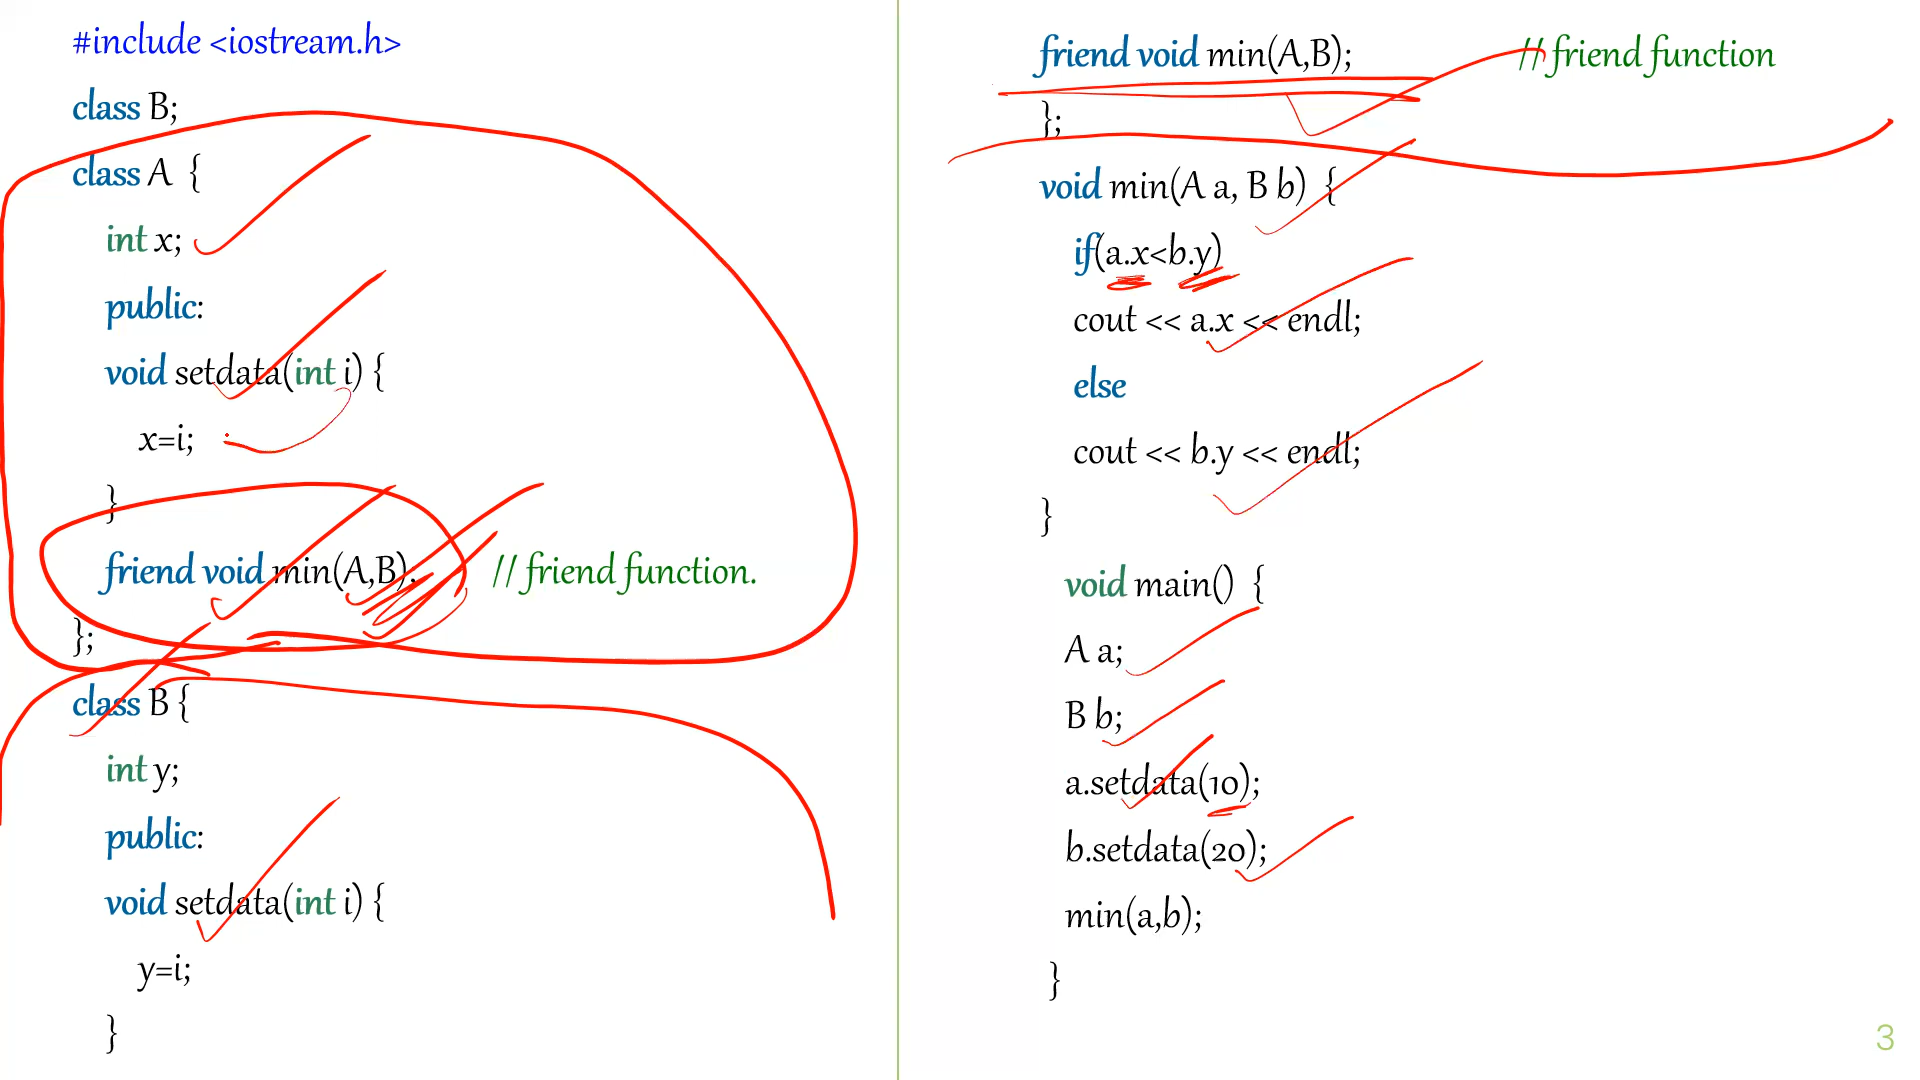 #include <iostream.h>
class B;
class A {
int x;
public:
void setdata(int i) {
x=i;
}
friend void min(A,B); // friend function.
};
class B {
int y;
public:
void setdata(int i) {
y=i;
}
friend void min(A,B); // friend function
};
void min(A a, B b) {
if(a.x<b.y)
cout << a.x << endl;
else
cout << b.y << endl;
}
void main() {
A a;
B b;
a.setdata(10);
b.setdata(20);
min(a,b);
}
3